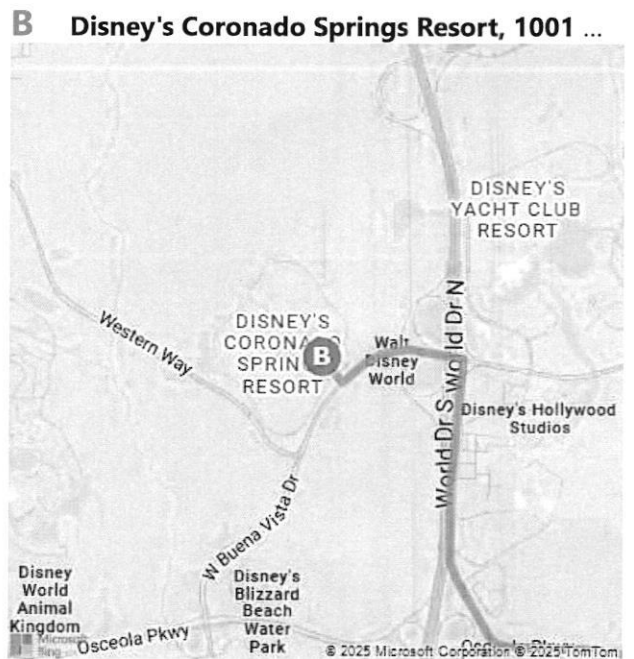 B Disney's Coronado Springs Resort, 1001 ...
DISNEY'S
YACHT CLUB
RESORT
World Dr N
Western Way
DISNEY'S
RESORT
B
Walt
Disney
World
World Dr S
Disney's Hollywood
Studios
W Buena Vista Dr
Disney
World
Animal
Kingdom
Disney's
Blizzard
Beach
Water
Park
Osceola Pkwy
Microsoft
Bing
© 2025 Microsoft Corporation © 2025 TomTom